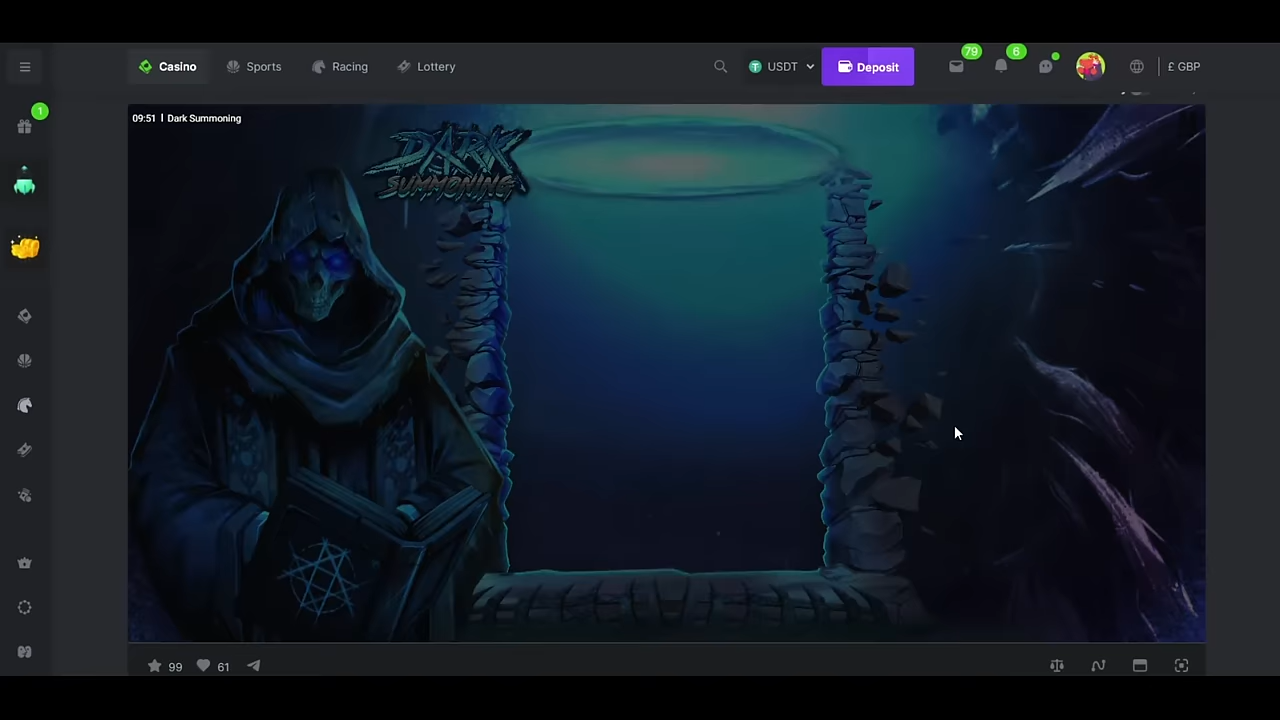 Casino Sports Racing Lottery USDT Deposit 79 6 £ GBP
1
09:51 | Dark Summoning
DARK
SUMMONING
99 61